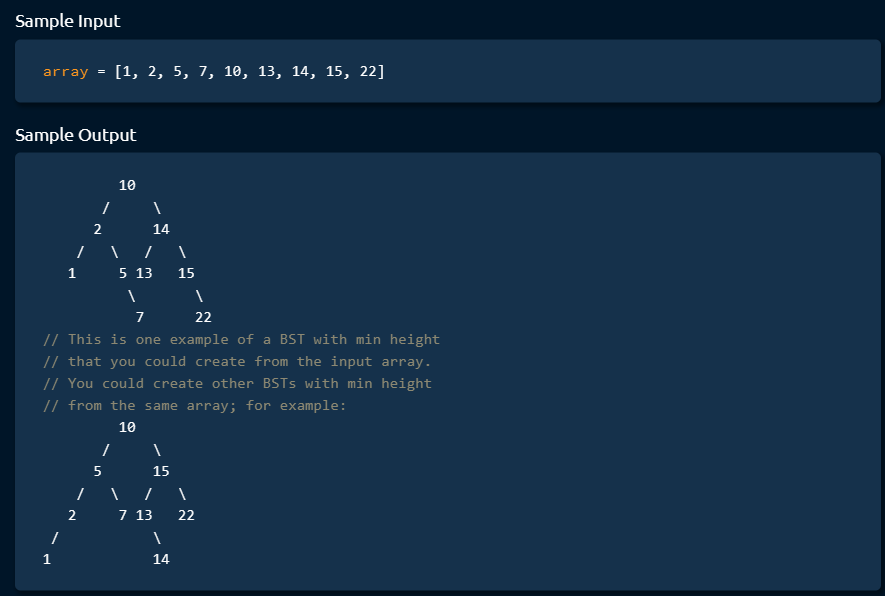 Sample Input
array = [1, 2, 5, 7, 10, 13, 14, 15, 22]
Sample Output
         10
       /     \
      2      14
    /   \   /   \
   1     5 13   15
          \       \
           7      22
// This is one example of a BST with min height
// that you could create from the input array.
// You could create other BSTs with min height
// from the same array; for example:
         10
       /     \
      5      15
    /   \   /   \
   2     7 13   22
 /           \
1            14